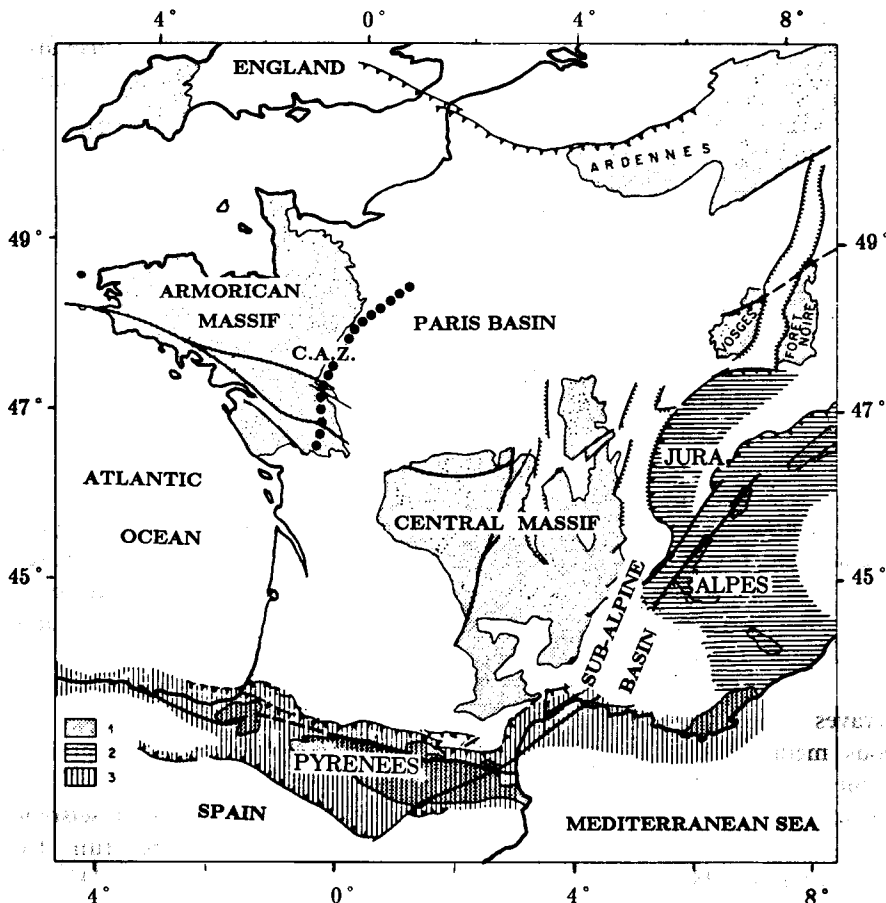 4° 0° 4° 8°
ENGLAND
ARDENNES
49° 49°
ARMORICAN
MASSIF
PARIS BASIN
VOSGES
FORET
NOIRE
C.A.Z.
47° 47°
JURA
ATLANTIC
OCEAN
CENTRAL MASSIF
45° 45°
ALPES
SUB-ALPINE
BASIN
1
2
3
PYRENEES
SPAIN
MEDITERRANEAN SEA
4° 0° 4° 8°